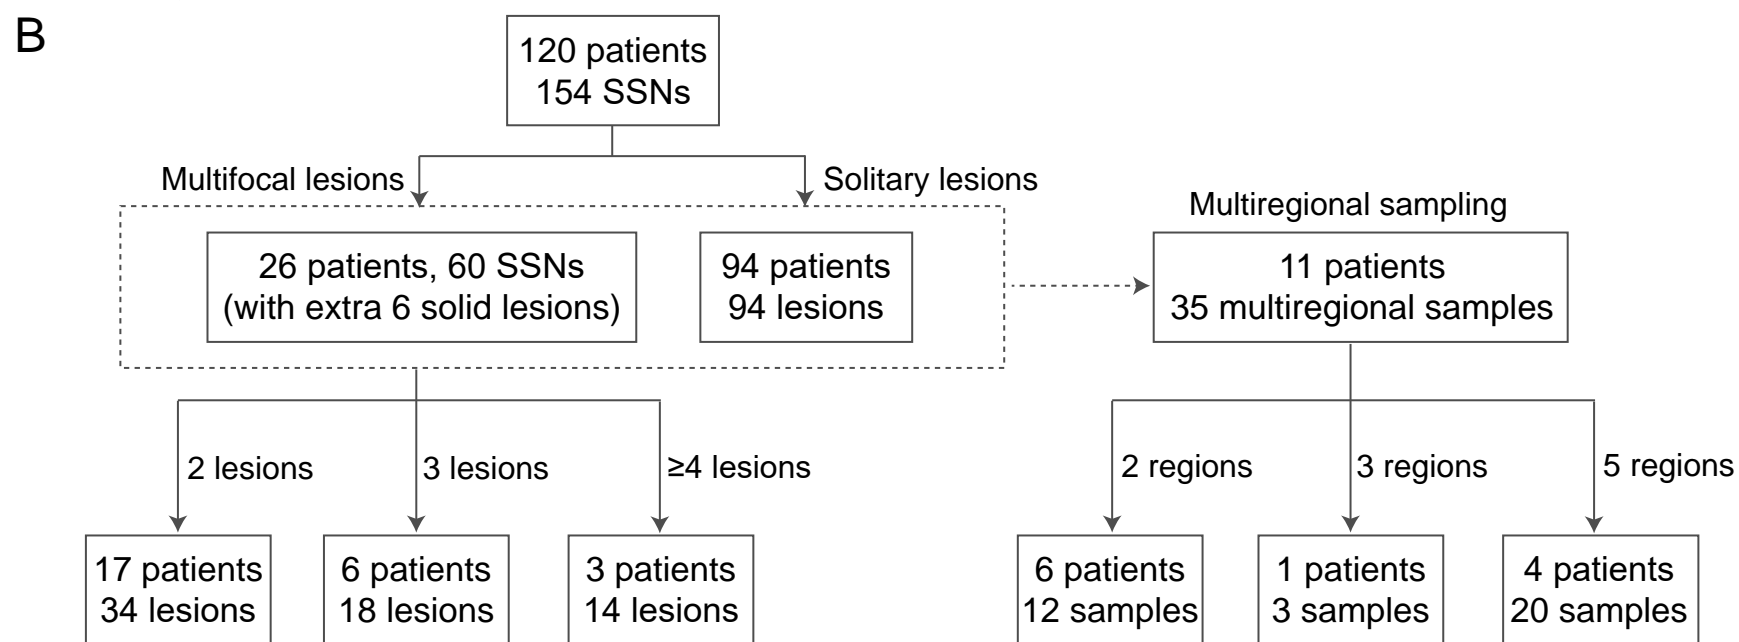 B
120 patients
154 SSNs
Multifocal lesions
Solitary lesions
Multiregional sampling
26 patients, 60 SSNs
(with extra 6 solid lesions)
94 patients
94 lesions
11 patients
35 multiregional samples
2 lesions
3 lesions
≥4 lesions
2 regions
3 regions
5 regions
17 patients
34 lesions
6 patients
18 lesions
3 patients
14 lesions
6 patients
12 samples
1 patients
3 samples
4 patients
20 samples